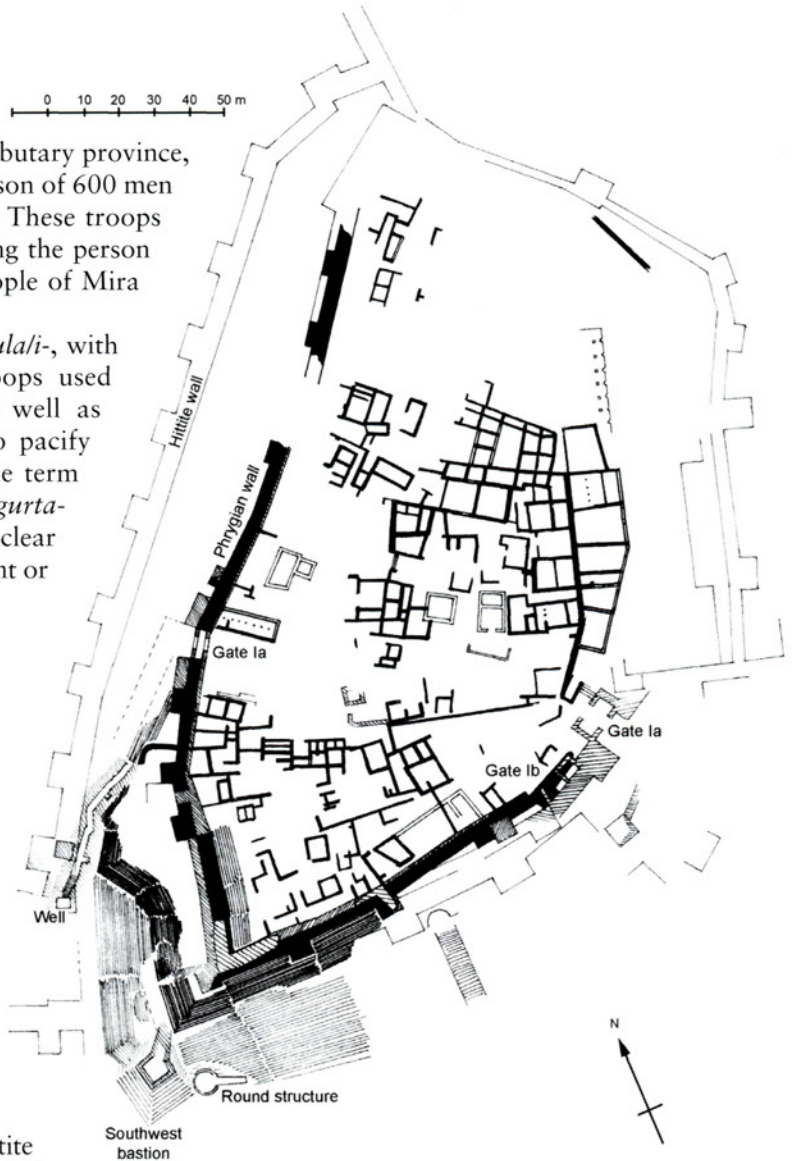 0 10 20 30 40 50 m
butary province,
son of 600 men
These troops
ng the person
ople of Mira
ula/i-, with
oops used
well as
o pacify
e term
gurta-
clear
nt or
Hittite wall
Phrygian wall
Gate Ia
Gate Ia
Gate Ib
Well
N
Round structure
Southwest
bastion
tite